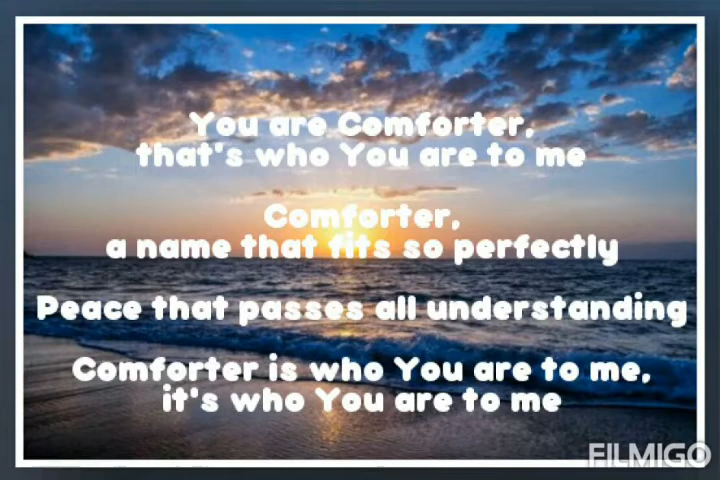 You are Comforter,
that's who You are to me
Comforter,
a name that fits so perfectly
Peace that passes all understanding
Comforter is who You are to me,
it's who You are to me
FILMIGO